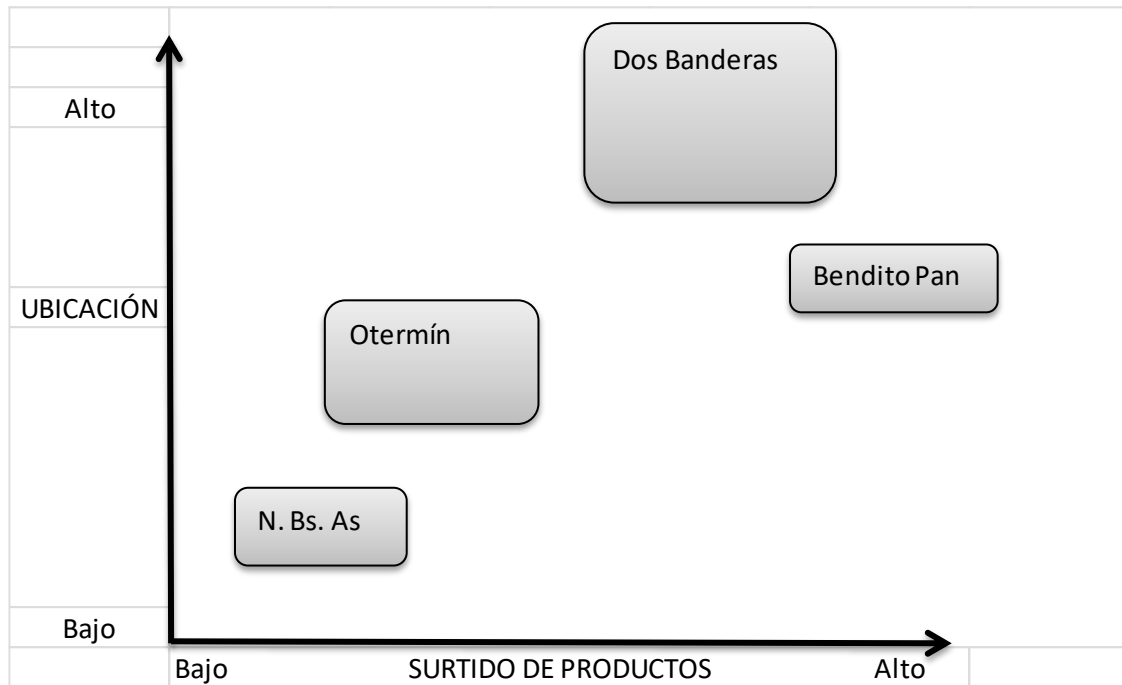 Dos Banderas
Alto
Bendito Pan
UBICACIÓN
Otermín
N. Bs. As
Bajo
Bajo SURTIDO DE PRODUCTOS Alto